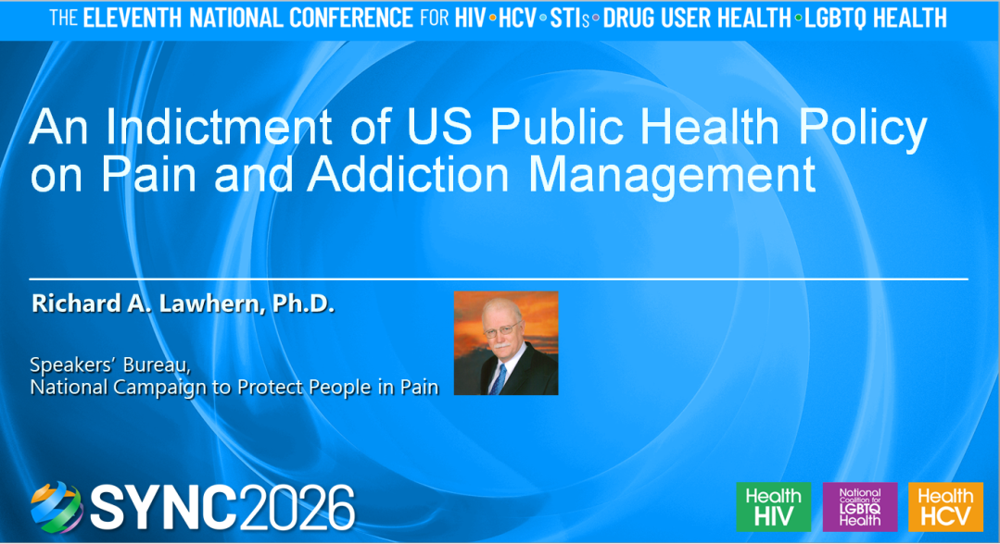 THE ELEVENTH NATIONAL CONFERENCE FOR HIV•HCV•STIs•DRUG USER HEALTH•LGBTQ HEALTH
An Indictment of US Public Health Policy
on Pain and Addiction Management
Richard A. Lawhern, Ph.D.
Speakers’ Bureau,
National Campaign to Protect People in Pain
SYNC2026
Health
HIV
National
Coalition for
LGBTQ
Health
Health
HCV